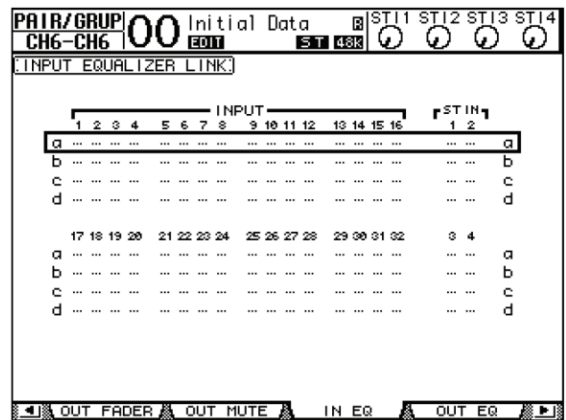 PAIR/GRUP 00 Initial Data R STI1 STI2 STI3 STI4
CH6-CH6 EDIT ST 48K
INPUT EQUALIZER LINK
INPUT ST IN
1 2 3 4 5 6 7 8 9 10 11 12 13 14 15 16 1 2
a ... ... ... ... ... ... ... ... ... ... ... ... ... ... ... ... ... ... a
b ... ... ... ... ... ... ... ... ... ... ... ... ... ... ... ... ... ... b
c ... ... ... ... ... ... ... ... ... ... ... ... ... ... ... ... ... ... c
d ... ... ... ... ... ... ... ... ... ... ... ... ... ... ... ... ... ... d
17 18 19 20 21 22 23 24 25 26 27 28 29 30 31 32 3 4
a ... ... ... ... ... ... ... ... ... ... ... ... ... ... ... ... ... ... a
b ... ... ... ... ... ... ... ... ... ... ... ... ... ... ... ... ... ... b
c ... ... ... ... ... ... ... ... ... ... ... ... ... ... ... ... ... ... c
d ... ... ... ... ... ... ... ... ... ... ... ... ... ... ... ... ... ... d
OUT FADER OUT MUTE IN EQ OUT EQ